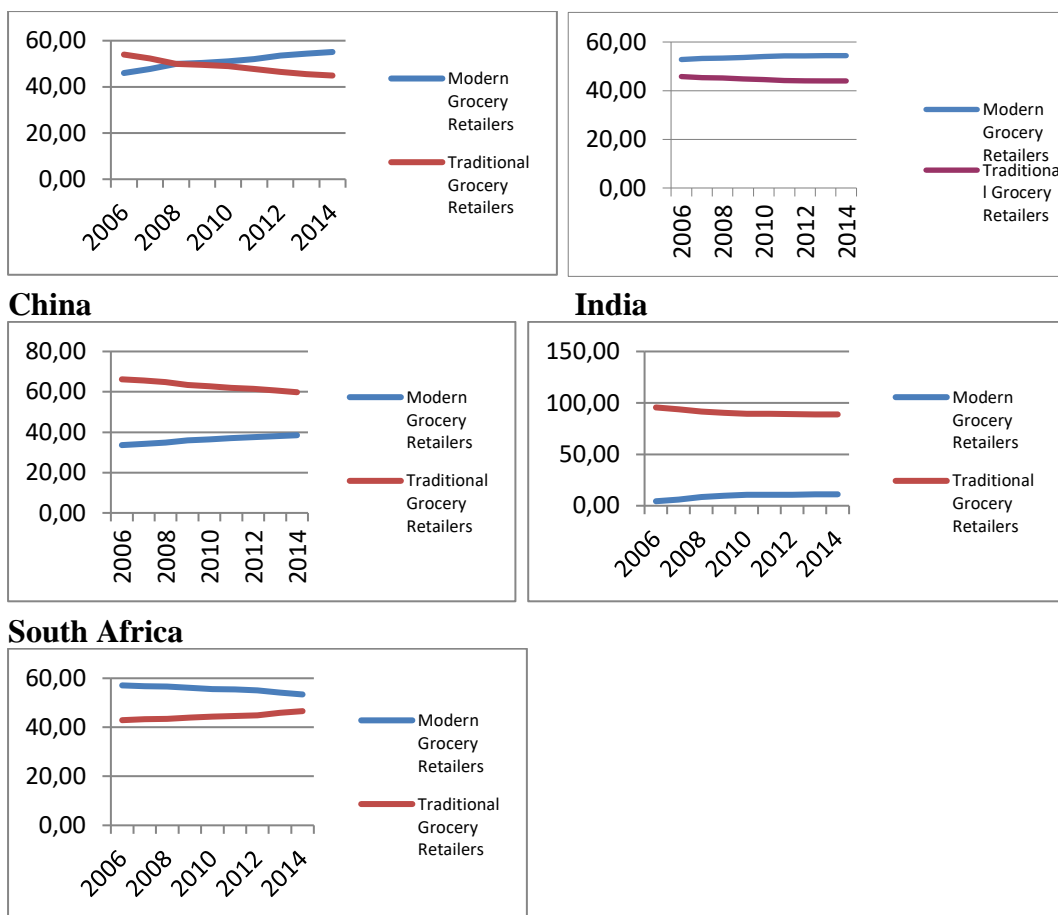 60,00
40,00
20,00
0,00
2006
2008
2010
2012
2014
Modern
Grocery
Retailers
Traditional
Grocery
Retailers
60,00
40,00
20,00
0,00
2006
2008
2010
2012
2014
Modern
Grocery
Retailers
Traditiona
l Grocery
Retailers
China
India
80,00
60,00
40,00
20,00
0,00
2006
2008
2010
2012
2014
Modern
Grocery
Retailers
Traditional
Grocery
Retailers
150,00
100,00
50,00
0,00
2006
2008
2010
2012
2014
Modern
Grocery
Retailers
Traditional
Grocery
Retailers
South Africa
60,00
40,00
20,00
0,00
2006
2008
2010
2012
2014
Modern
Grocery
Retailers
Traditional
Grocery
Retailers